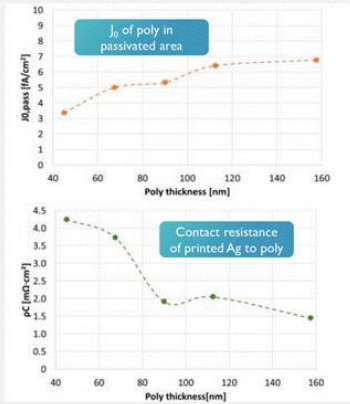 J₀ of poly in
passivated area
J0,pass [fA/cm²]
10
9
8
7
6
5
4
3
2
1
0
40 60 80 100 120 140 160
Poly thickness [nm]
Contact resistance
of printed Ag to poly
ρC [mΩ·cm²]
4.5
4.0
3.5
3.0
2.5
2.0
1.5
1.0
0.5
0
40 60 80 100 120 140 160
Poly thickness[nm]